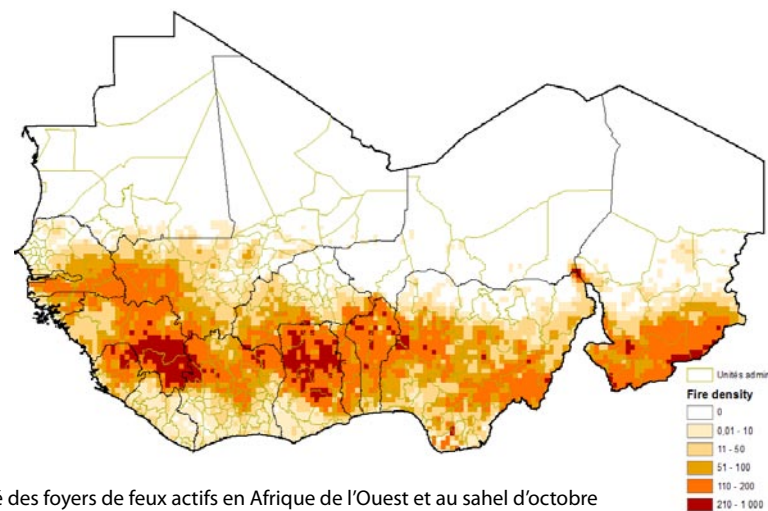 Unités admin
Fire density
0
0,01 - 10
11 - 50
51 - 100
110 - 200
210 - 1 000
des foyers de feux actifs en Afrique de l'Ouest et au sahel d'octobre